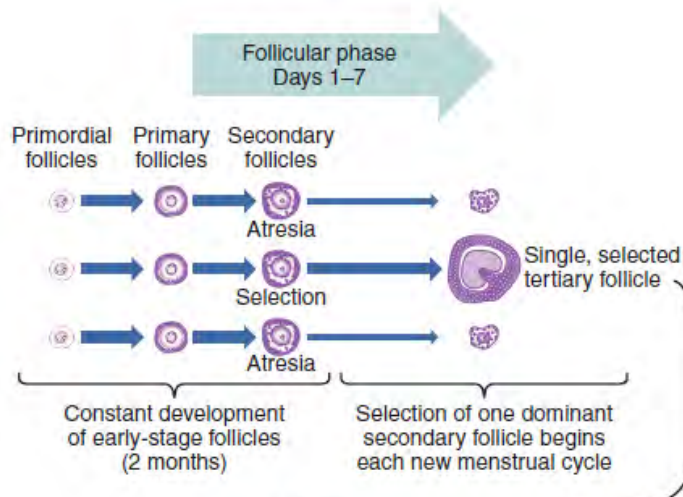 Follicular phase
Days 1–7
Primordial
follicles
Primary
follicles
Secondary
follicles
Atresia
Selection
Atresia
Single, selected
tertiary follicle
Constant development
of early-stage follicles
(2 months)
Selection of one dominant
secondary follicle begins
each new menstrual cycle